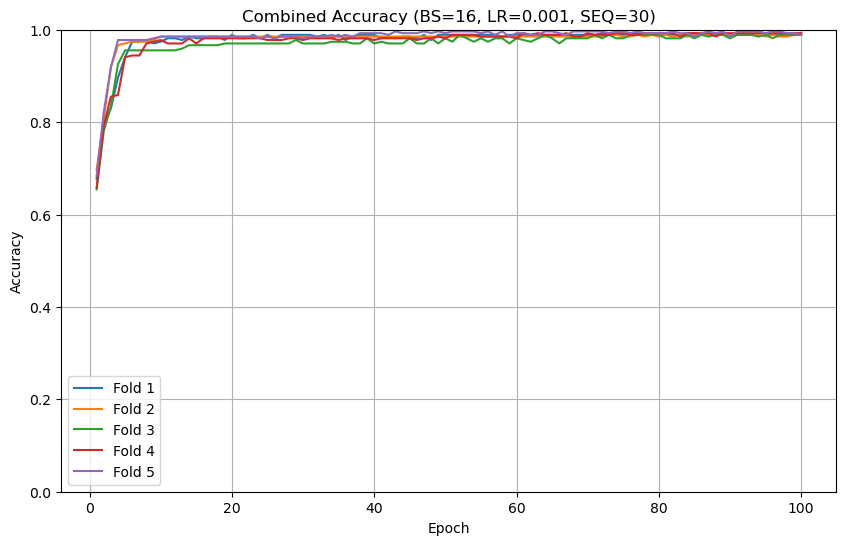 Combined Accuracy (BS=16, LR=0.001, SEQ=30)
1.0
0.8
0.6
0.4
0.2
0.0
Accuracy
Fold 1
Fold 2
Fold 3
Fold 4
Fold 5
0 20 40 60 80 100
Epoch